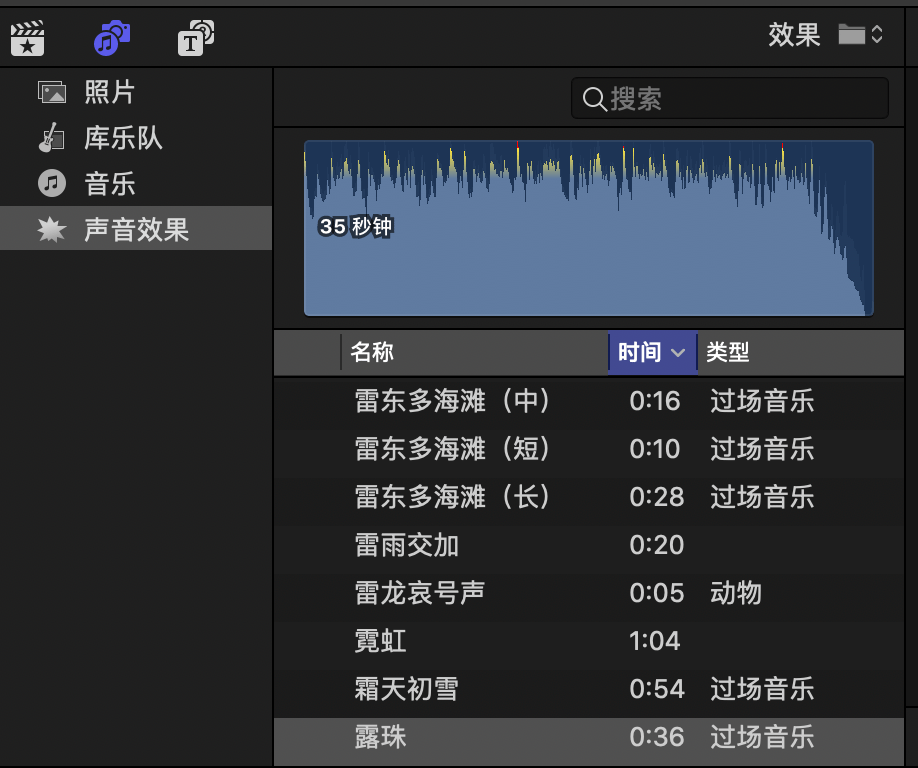 T
效果
照片
库乐队
音乐
声音效果
搜索
35 秒钟
名称 时间 类型
雷东多海滩（中） 0:16 过场音乐
雷东多海滩（短） 0:10 过场音乐
雷东多海滩（长） 0:28 过场音乐
雷雨交加 0:20
雷龙哀号声 0:05 动物
霓虹 1:04
霜天初雪 0:54 过场音乐
露珠 0:36 过场音乐